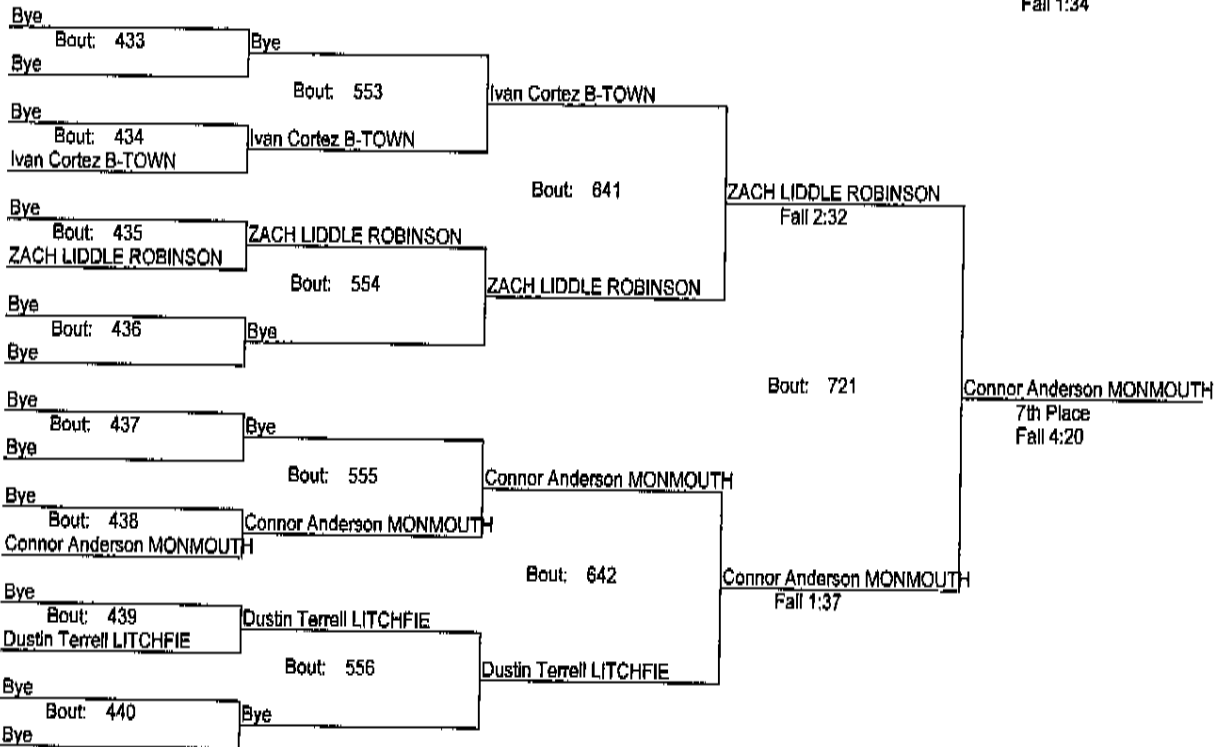 Fall 1:34
Bye
Bout: 433
Bye
Bye
Bout: 553
Ivan Cortez B-TOWN
Bye
Bout: 434
Ivan Cortez B-TOWN
Ivan Cortez B-TOWN
Bout: 641
ZACH LIDDLE ROBINSON
Fall 2:32
Bye
Bout: 435
ZACH LIDDLE ROBINSON
ZACH LIDDLE ROBINSON
Bout: 554
ZACH LIDDLE ROBINSON
Bye
Bout: 436
Bye
Bye
Bout: 721
Connor Anderson MONMOUTH
7th Place
Fall 4:20
Bye
Bout: 437
Bye
Bye
Bout: 555
Connor Anderson MONMOUTH
Bye
Bout: 438
Connor Anderson MONMOUTH
Connor Anderson MONMOUTH
Bout: 642
Connor Anderson MONMOUTH
Fall 1:37
Bye
Bout: 439
Dustin Terrell LITCHFIE
Dustin Terrell LITCHFIE
Bout: 556
Dustin Terrell LITCHFIE
Bye
Bout: 440
Bye
Bye